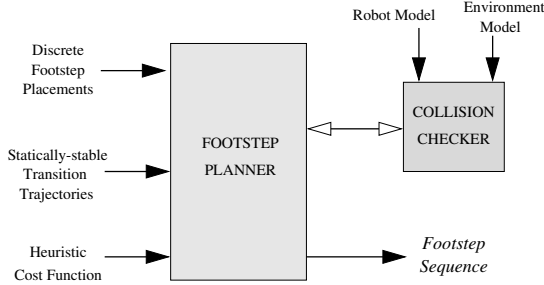 Robot Model
Environment
Model
Discrete
Footstep
Placements
COLLISION
CHECKER
FOOTSTEP
PLANNER
Statically-stable
Transition
Trajectories
Heuristic
Cost Function
Footstep
Sequence